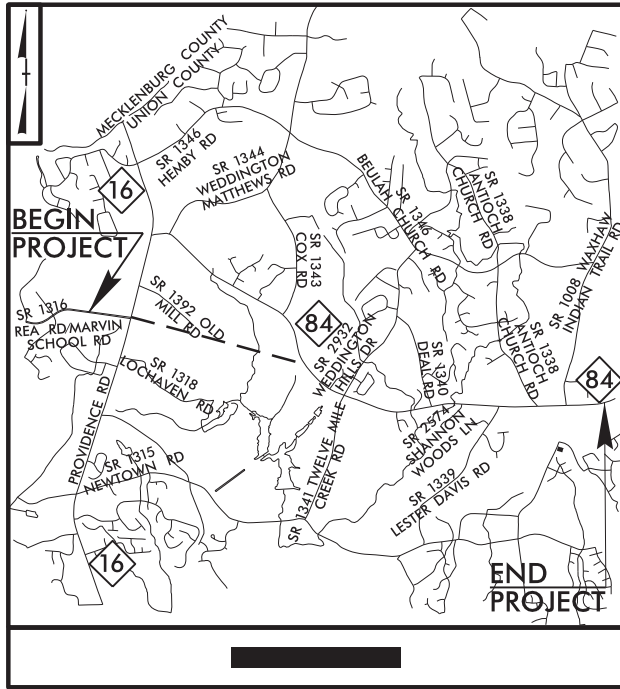 MECKLENBURG COUNTY
UNION COUNTY
SR 1346
HEMBY RD
SR 1344
WEDDINGTON
MATTHEWS RD
16
BEGIN
PROJECT
BEULAH CHURCH RD
SR 1346
SR 1338
ANTIOCH
CHURCH RD
SR 1343
COX RD
SR 1008 WAXHAW
INDIAN TRAIL RD
SR 1316
REA RD/MARVIN
SCHOOL RD
SR 1392 OLD
MILL RD
84
SR 2932
WEDDINGTON
HILLS DR
SR 1340
DEAL RD
SR 1338
ANTIOCH
CHURCH RD
84
SR 1318
LOCHAVEN RD
PROVIDENCE RD
SR 1315
NEWTOWN RD
SR 1341 TWELVE MILE
CREEK RD
SR 2574
SHANNON
WOODS LN
SR 1339
LESTER DAVIS RD
16
END
PROJECT